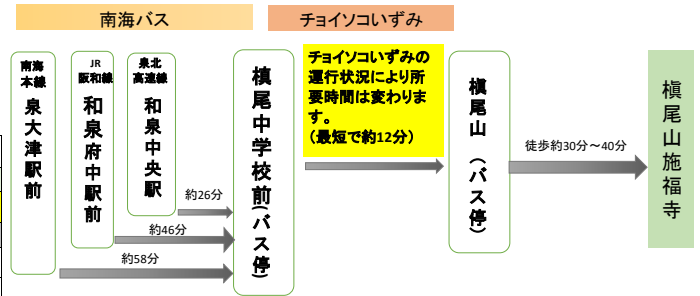 南海バス
チョイソコいずみ
南海
本線
泉大津駅前
JR
阪和線
和泉府中駅前
泉北
高速線
和泉中央駅
槙尾中学校前(バス停)
チョイソコいずみの
運行状況により所
要時間は変わりま
す。
(最短で約12分)
槇尾山 (バス停)
徒歩約30分～40分
槇尾山施福寺
約26分
約46分
約58分